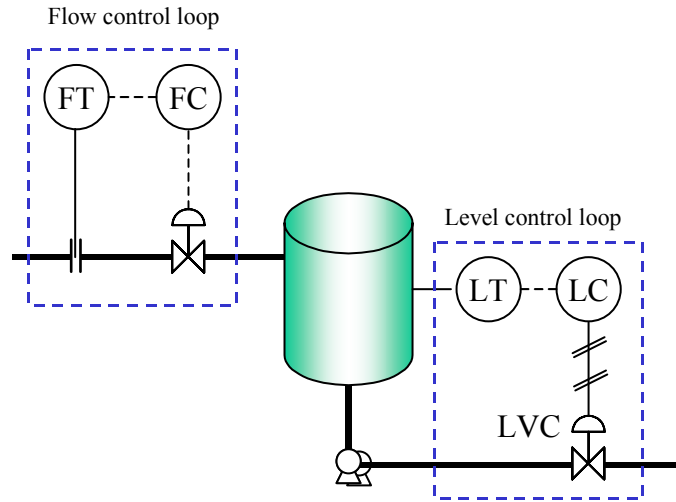 Flow control loop
FT
FC
Level control loop
LT
LC
LVC